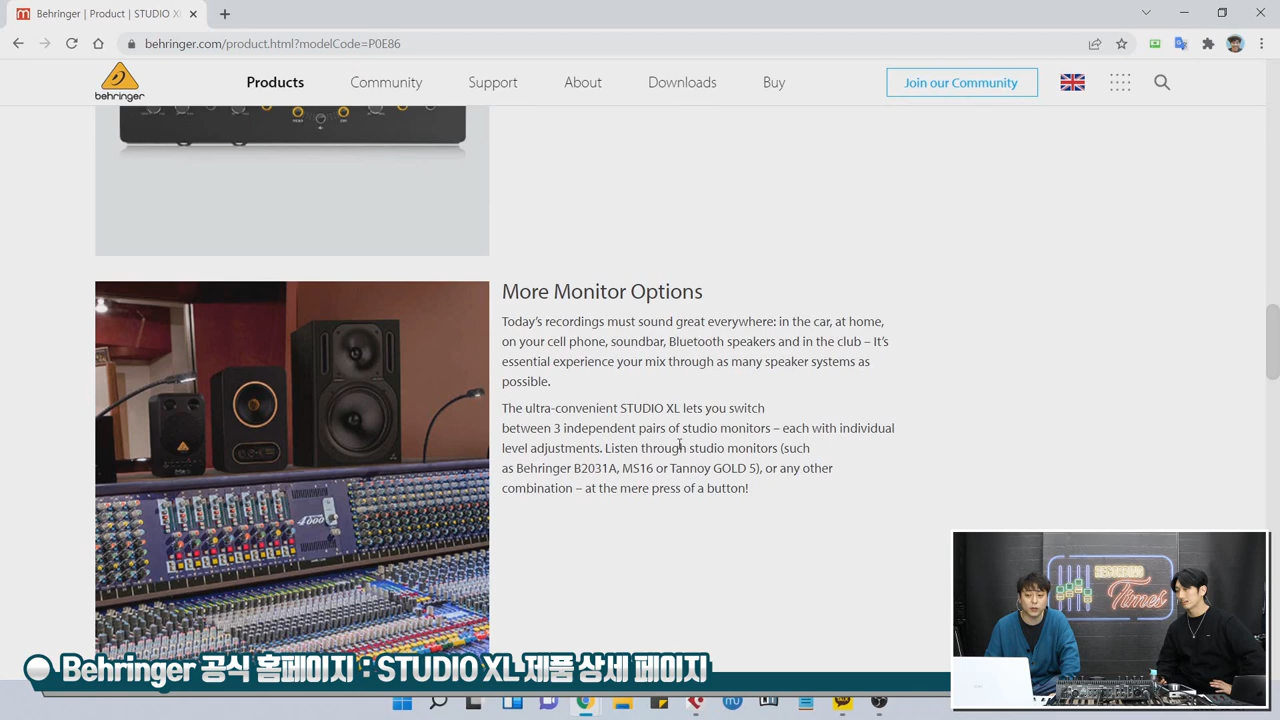 Behringer | Product | STUDIO X
behringer.com/product.html?modelCode=P0E86
behringer
Products
Community
Support
About
Downloads
Buy
Join our Community
More Monitor Options
Today's recordings must sound great everywhere: in the car, at home,
on your cell phone, soundbar, Bluetooth speakers and in the club – It's
essential experience your mix through as many speaker systems as
possible.
The ultra-convenient STUDIO XL lets you switch
between 3 independent pairs of studio monitors – each with individual
level adjustments. Listen through studio monitors (such
as Behringer B2031A, MS16 or Tannoy GOLD 5), or any other
combination – at the mere press of a button!
4000
RECORDING
Times
Behringer 공식 홈페이지 : STUDIO XL 제품 상세 페이지